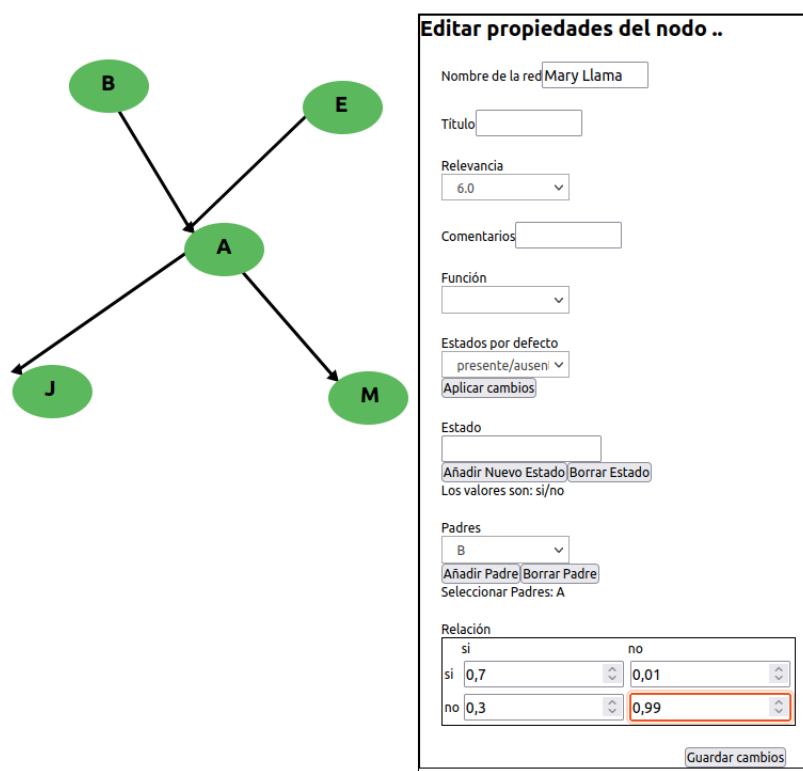 B
E
A
J
M
Editar propiedades del nodo ..
Nombre de la red Mary Llama
Título
Relevancia
6.0
Comentarios
Función
Estados por defecto
presente/ausen
Aplicar cambios
Estado
Añadir Nuevo Estado Borrar Estado
Los valores son: si/no
Padres
B
Añadir Padre Borrar Padre
Seleccionar Padres: A
Relación
si no
si 0,7 0,01
no 0,3 0,99
Guardar cambios